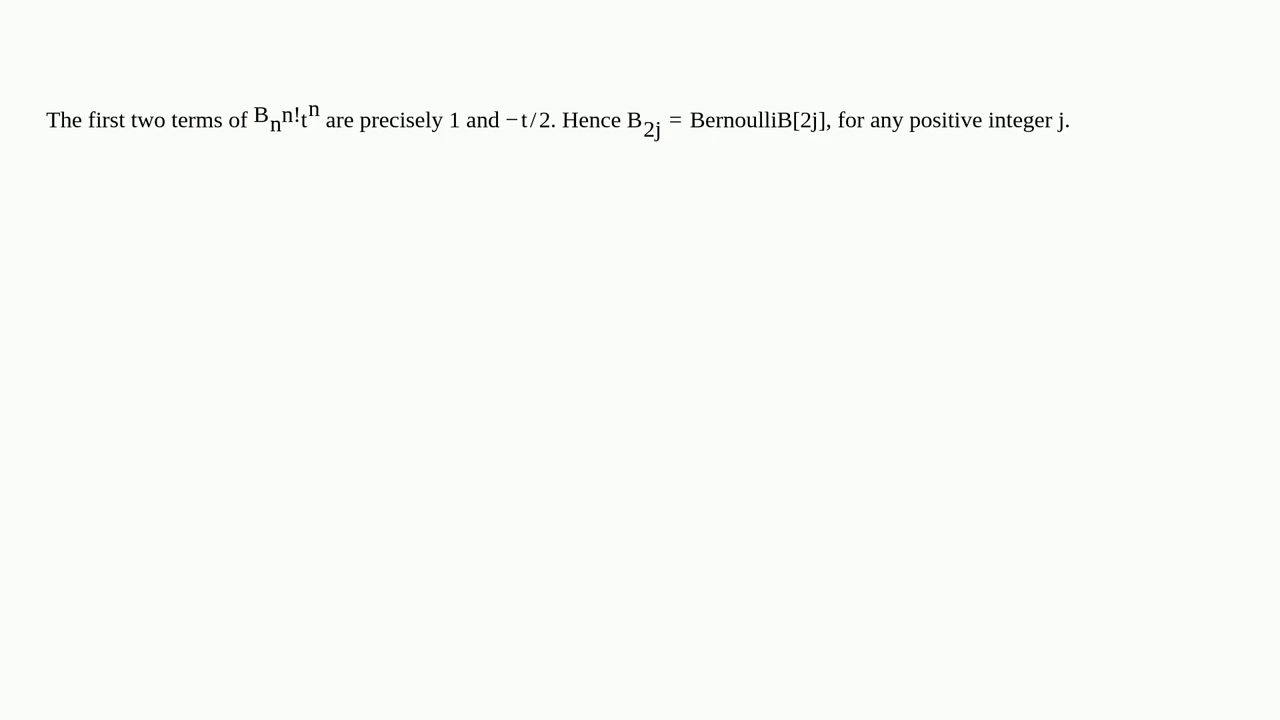 The first two terms of Bₙn!tⁿ are precisely 1 and −t/2. Hence B₂ⱼ = BernoulliB[2j], for any positive integer j.